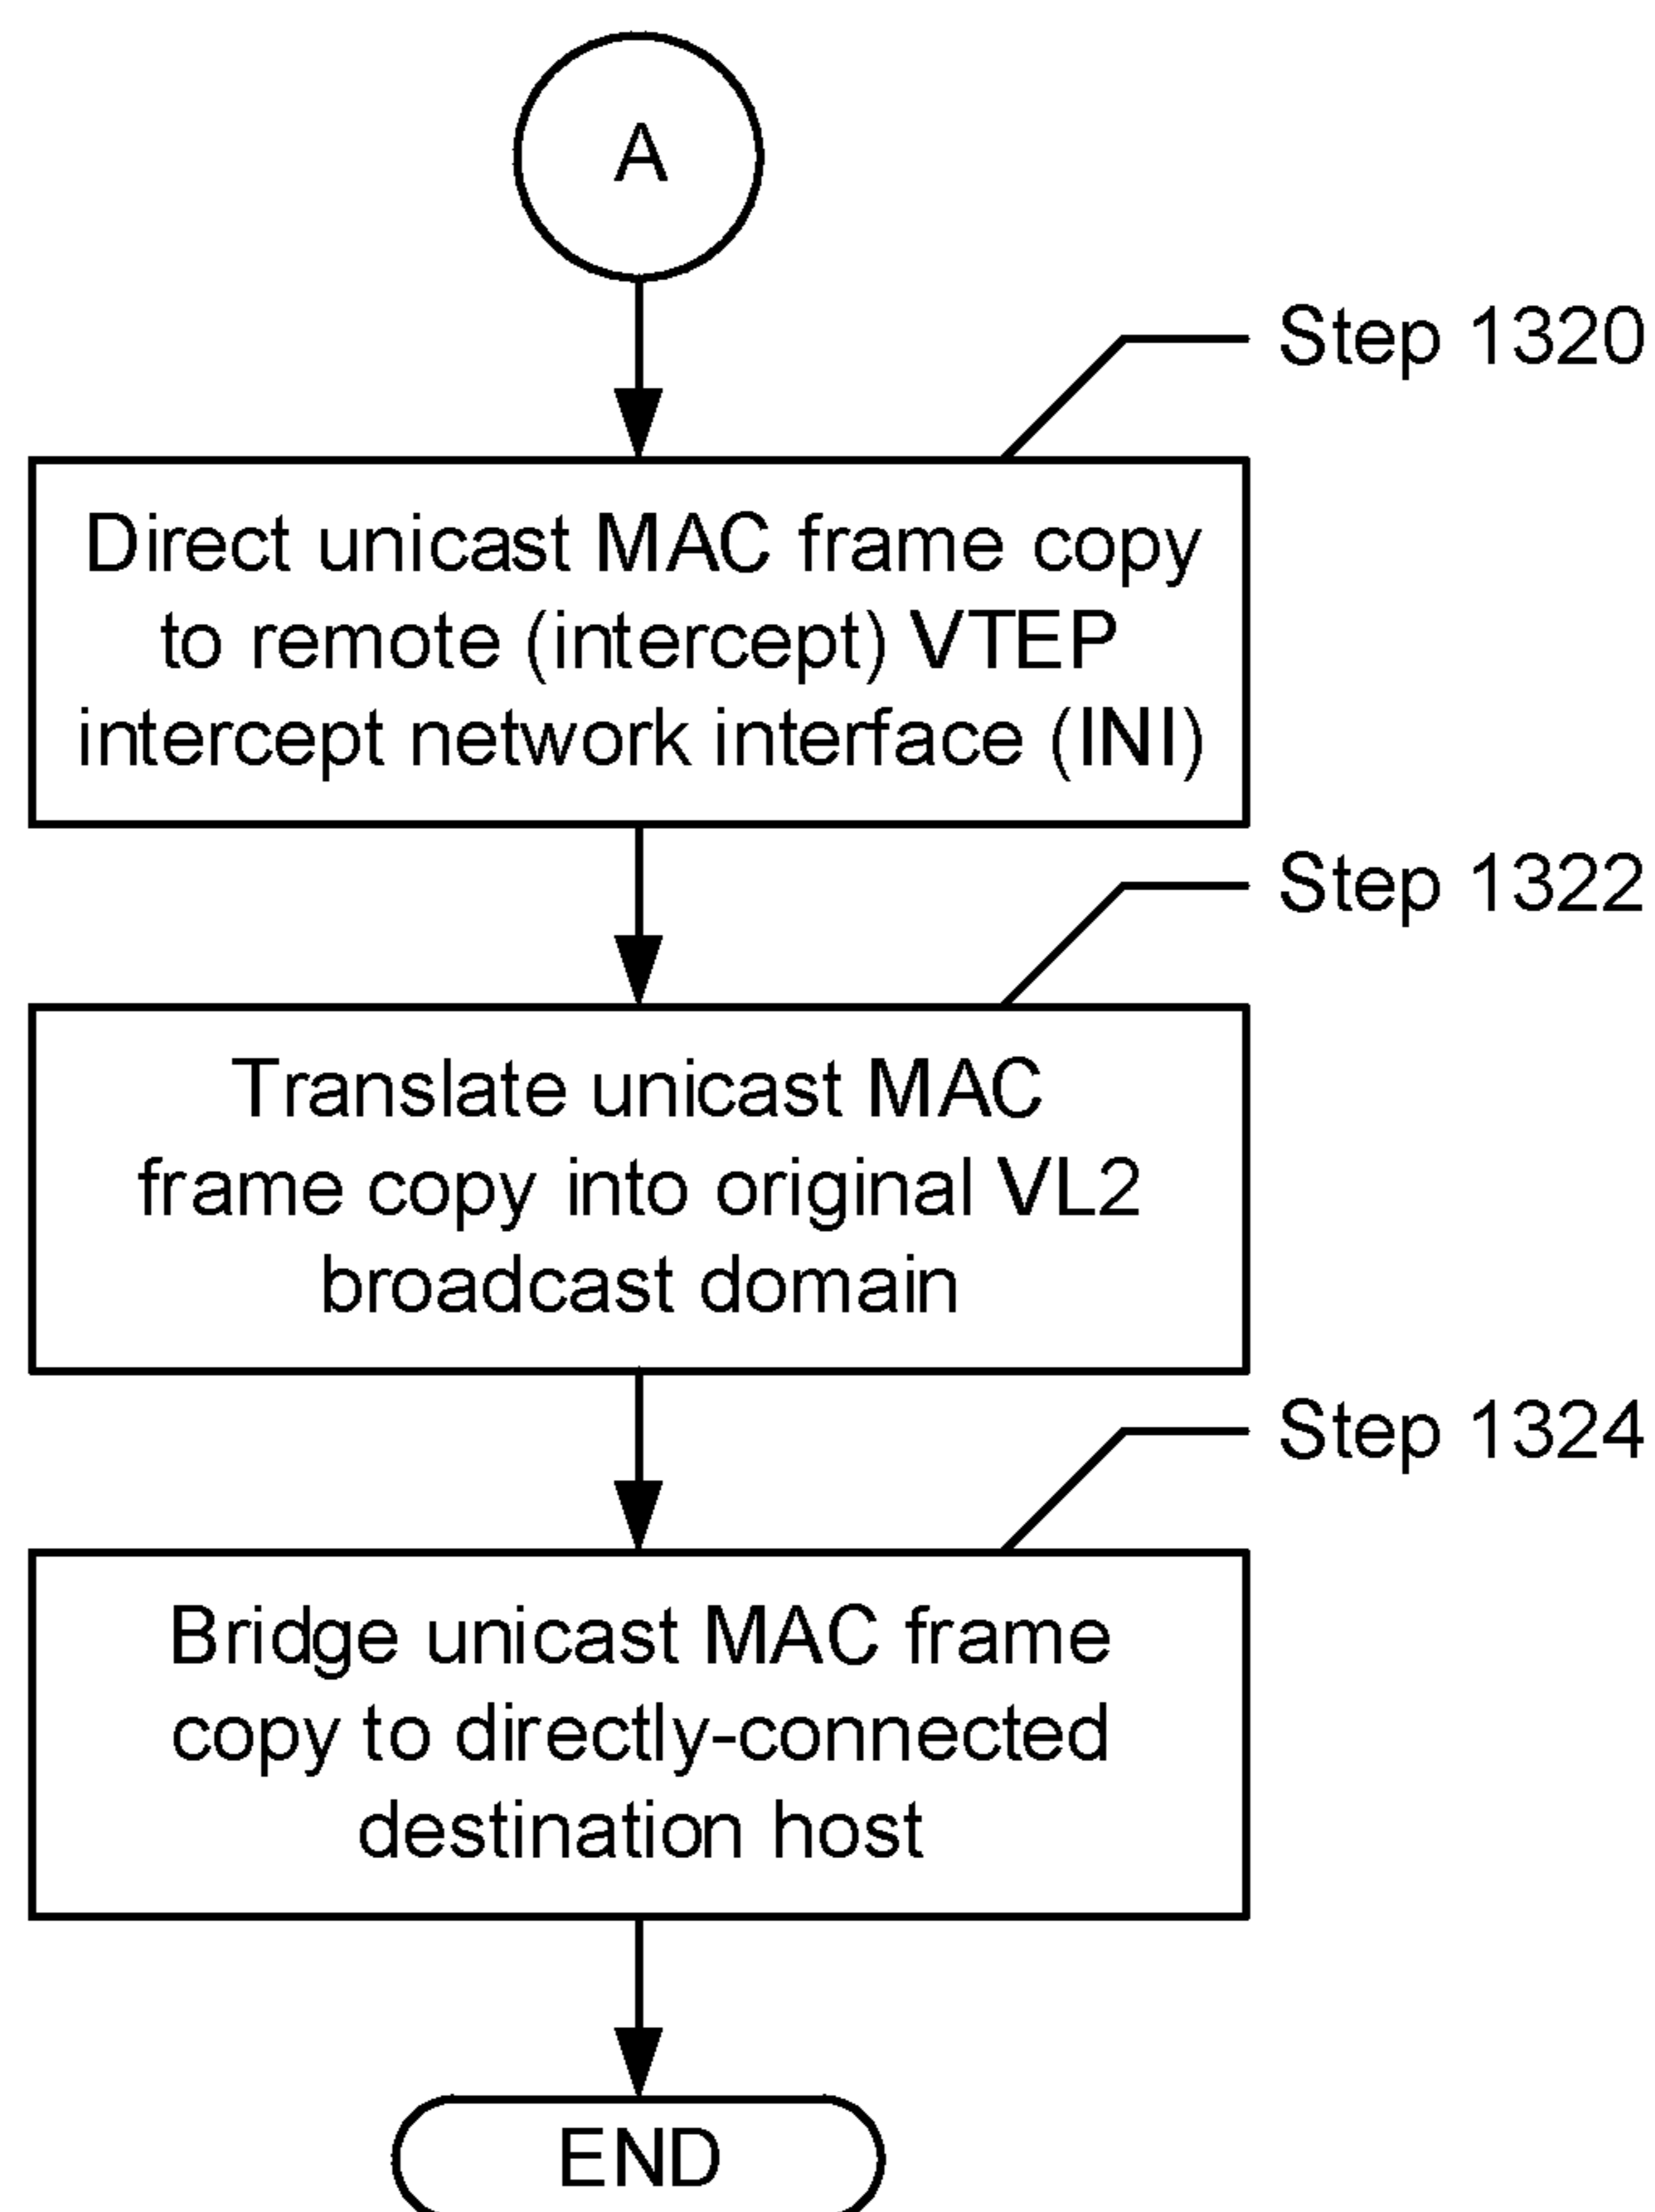 A
Step 1320
Direct unicast MAC frame copy
to remote (intercept) VTEP
intercept network interface (INI)
Step 1322
Translate unicast MAC
frame copy into original VL2
broadcast domain
Step 1324
Bridge unicast MAC frame
copy to directly-connected
destination host
END